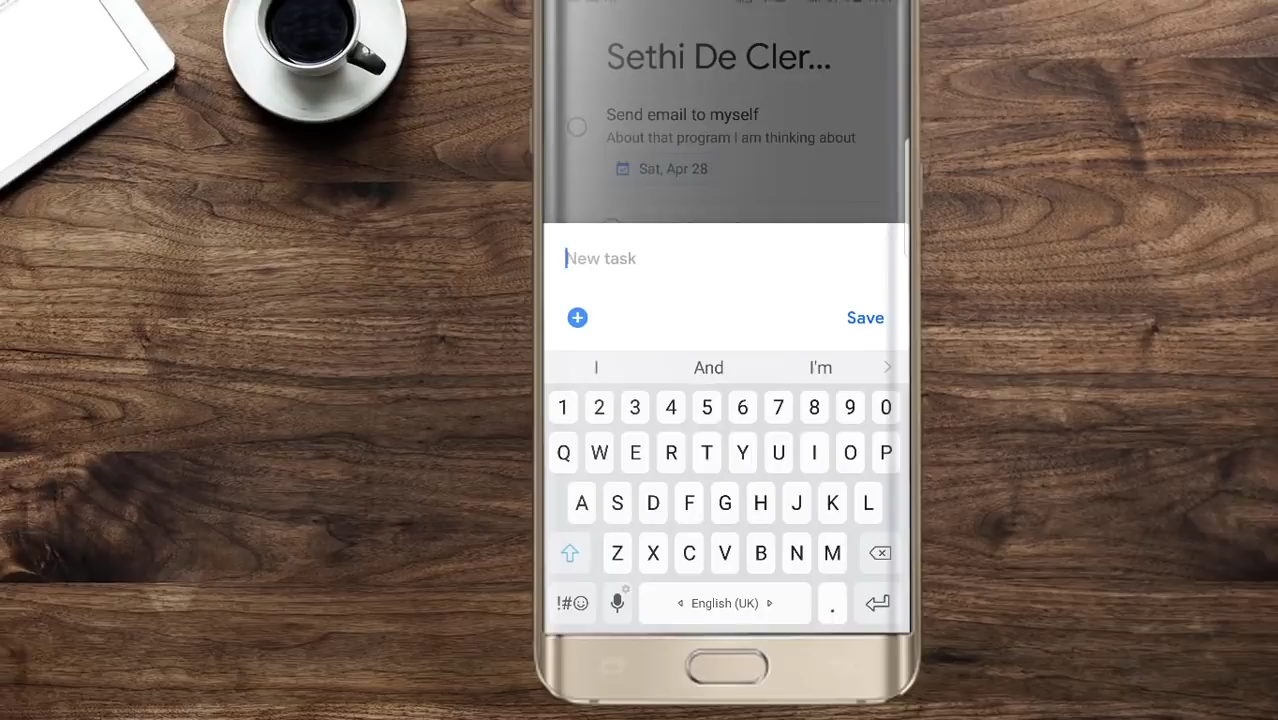 Sethi De Cler...
Send email to myself
About that program I am thinking about
Sat, Apr 28
New task
Save
I And I'm
1 2 3 4 5 6 7 8 9 0
Q W E R T Y U I O P
A S D F G H J K L
Z X C V B N M
!#☺ English (UK) .